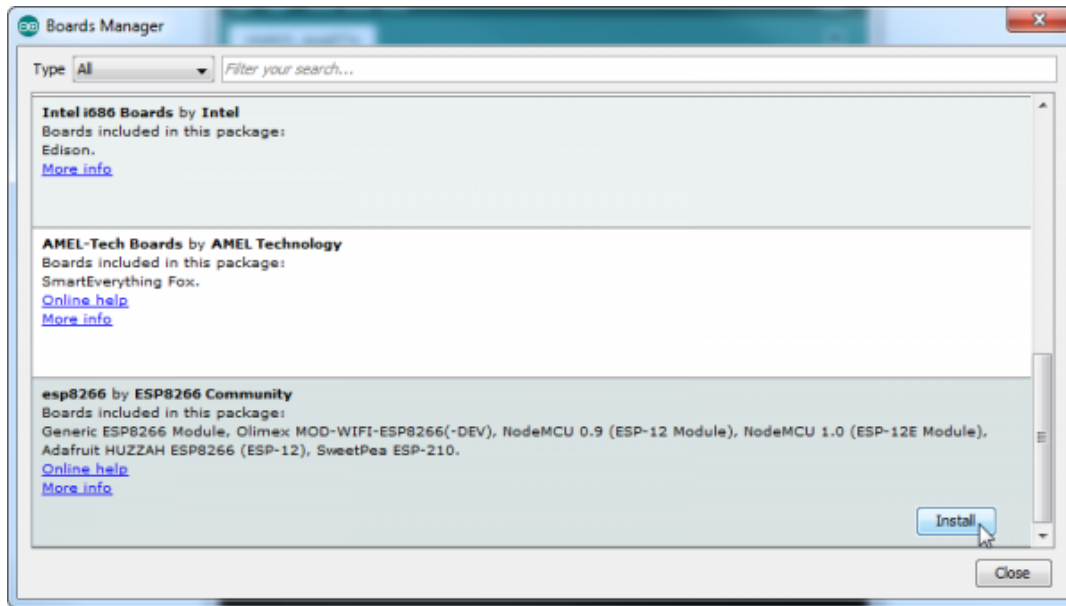 Boards Manager
Type All Filter your search...
Intel i686 Boards by Intel
Boards included in this package:
Edison.
More info
AMEL-Tech Boards by AMEL Technology
Boards included in this package:
SmartEverything Fox.
Online help
More info
esp8266 by ESP8266 Community
Boards included in this package:
Generic ESP8266 Module, Olimex MOD-WIFI-ESP8266(-DEV), NodeMCU 0.9 (ESP-12 Module), NodeMCU 1.0 (ESP-12E Module),
Adafruit HUZZAH ESP8266 (ESP-12), SweetPea ESP-210.
Online help
More info
Install
Close